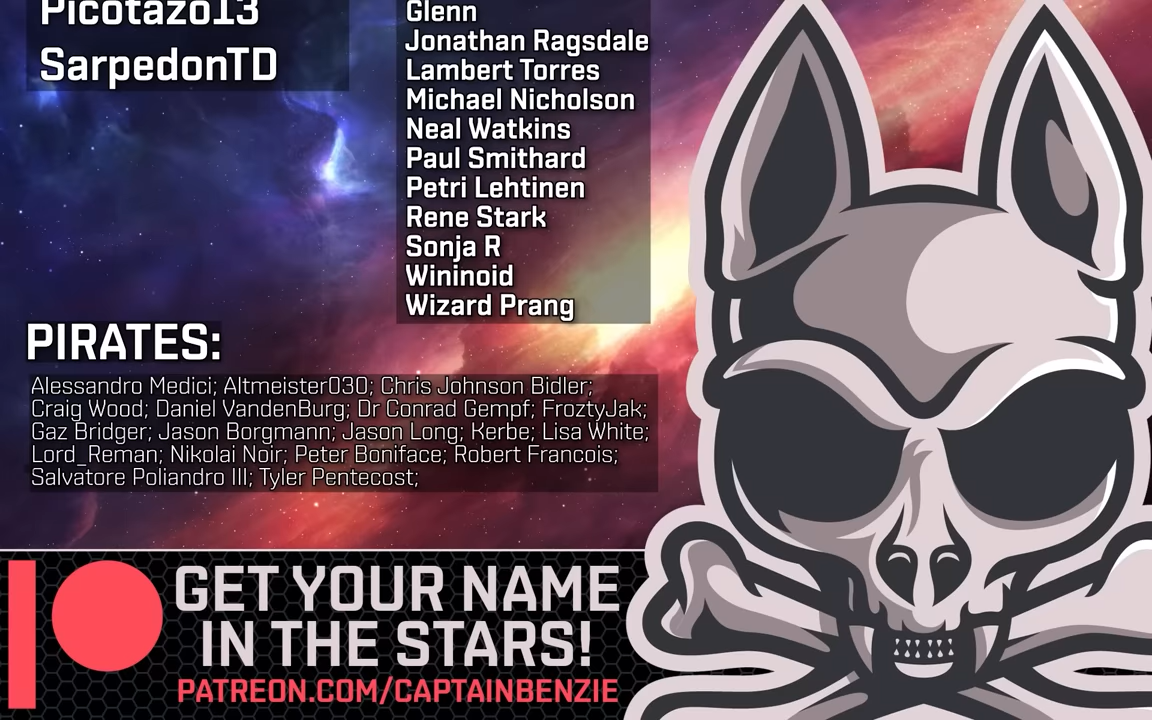 Picotazo13
SarpedonTD
Glenn
Jonathan Ragsdale
Lambert Torres
Michael Nicholson
Neal Watkins
Paul Smithard
Petri Lehtinen
Rene Stark
Sonja R
Wininoid
Wizard Prang
PIRATES:
Alessandro Medici; Altmeister030; Chris Johnson Bidler;
Craig Wood; Daniel VandenBurg; Dr Conrad Gempf; FroztyJak;
Gaz Bridger; Jason Borgmann; Jason Long; Kerbe; Lisa White;
Lord_Reman; Nikolai Noir; Peter Boniface; Robert Francois;
Salvatore Poliandro III; Tyler Pentecost;
GET YOUR NAME
IN THE STARS!
PATREON.COM/CAPTAINBENZIE